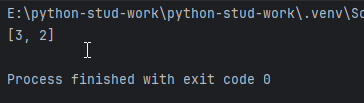 E:\python-stud-work\python-stud-work\.venv\Sc
[3, 2]
Process finished with exit code 0